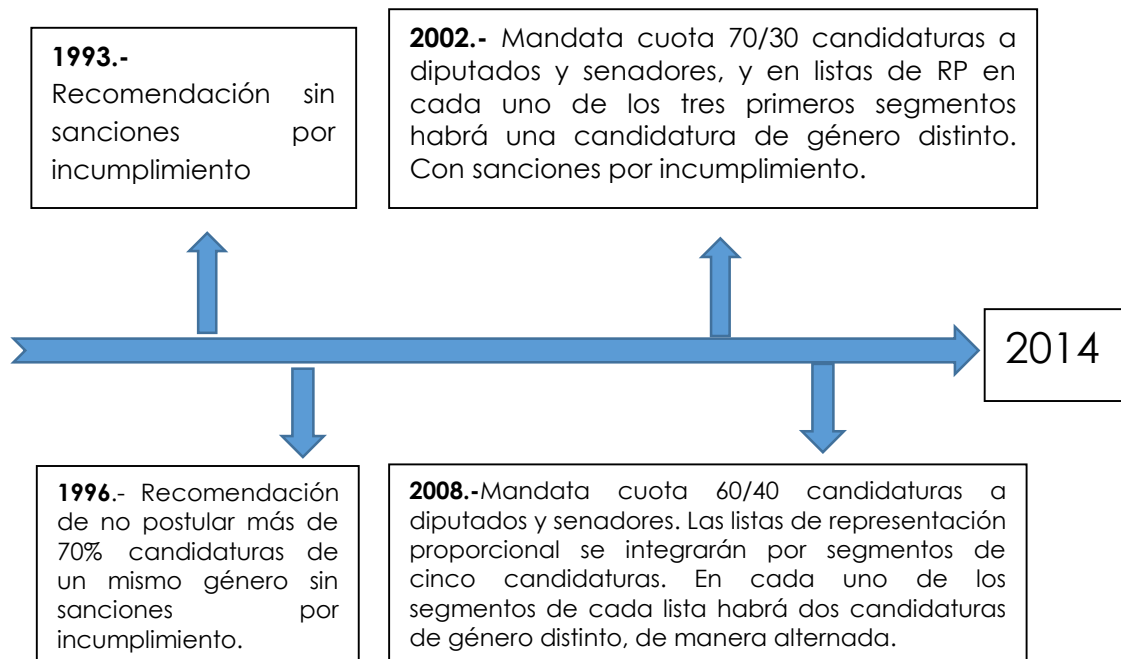 1993.-
Recomendación sin
sanciones por
incumplimiento
2002.- Mandata cuota 70/30 candidaturas a
diputados y senadores, y en listas de RP en
cada uno de los tres primeros segmentos
habrá una candidatura de género distinto.
Con sanciones por incumplimiento.
2014
1996.- Recomendación
de no postular más de
70% candidaturas de
un mismo género sin
sanciones por
incumplimiento.
2008.-Mandata cuota 60/40 candidaturas a
diputados y senadores. Las listas de representación
proporcional se integrarán por segmentos de
cinco candidaturas. En cada uno de los
segmentos de cada lista habrá dos candidaturas
de género distinto, de manera alternada.